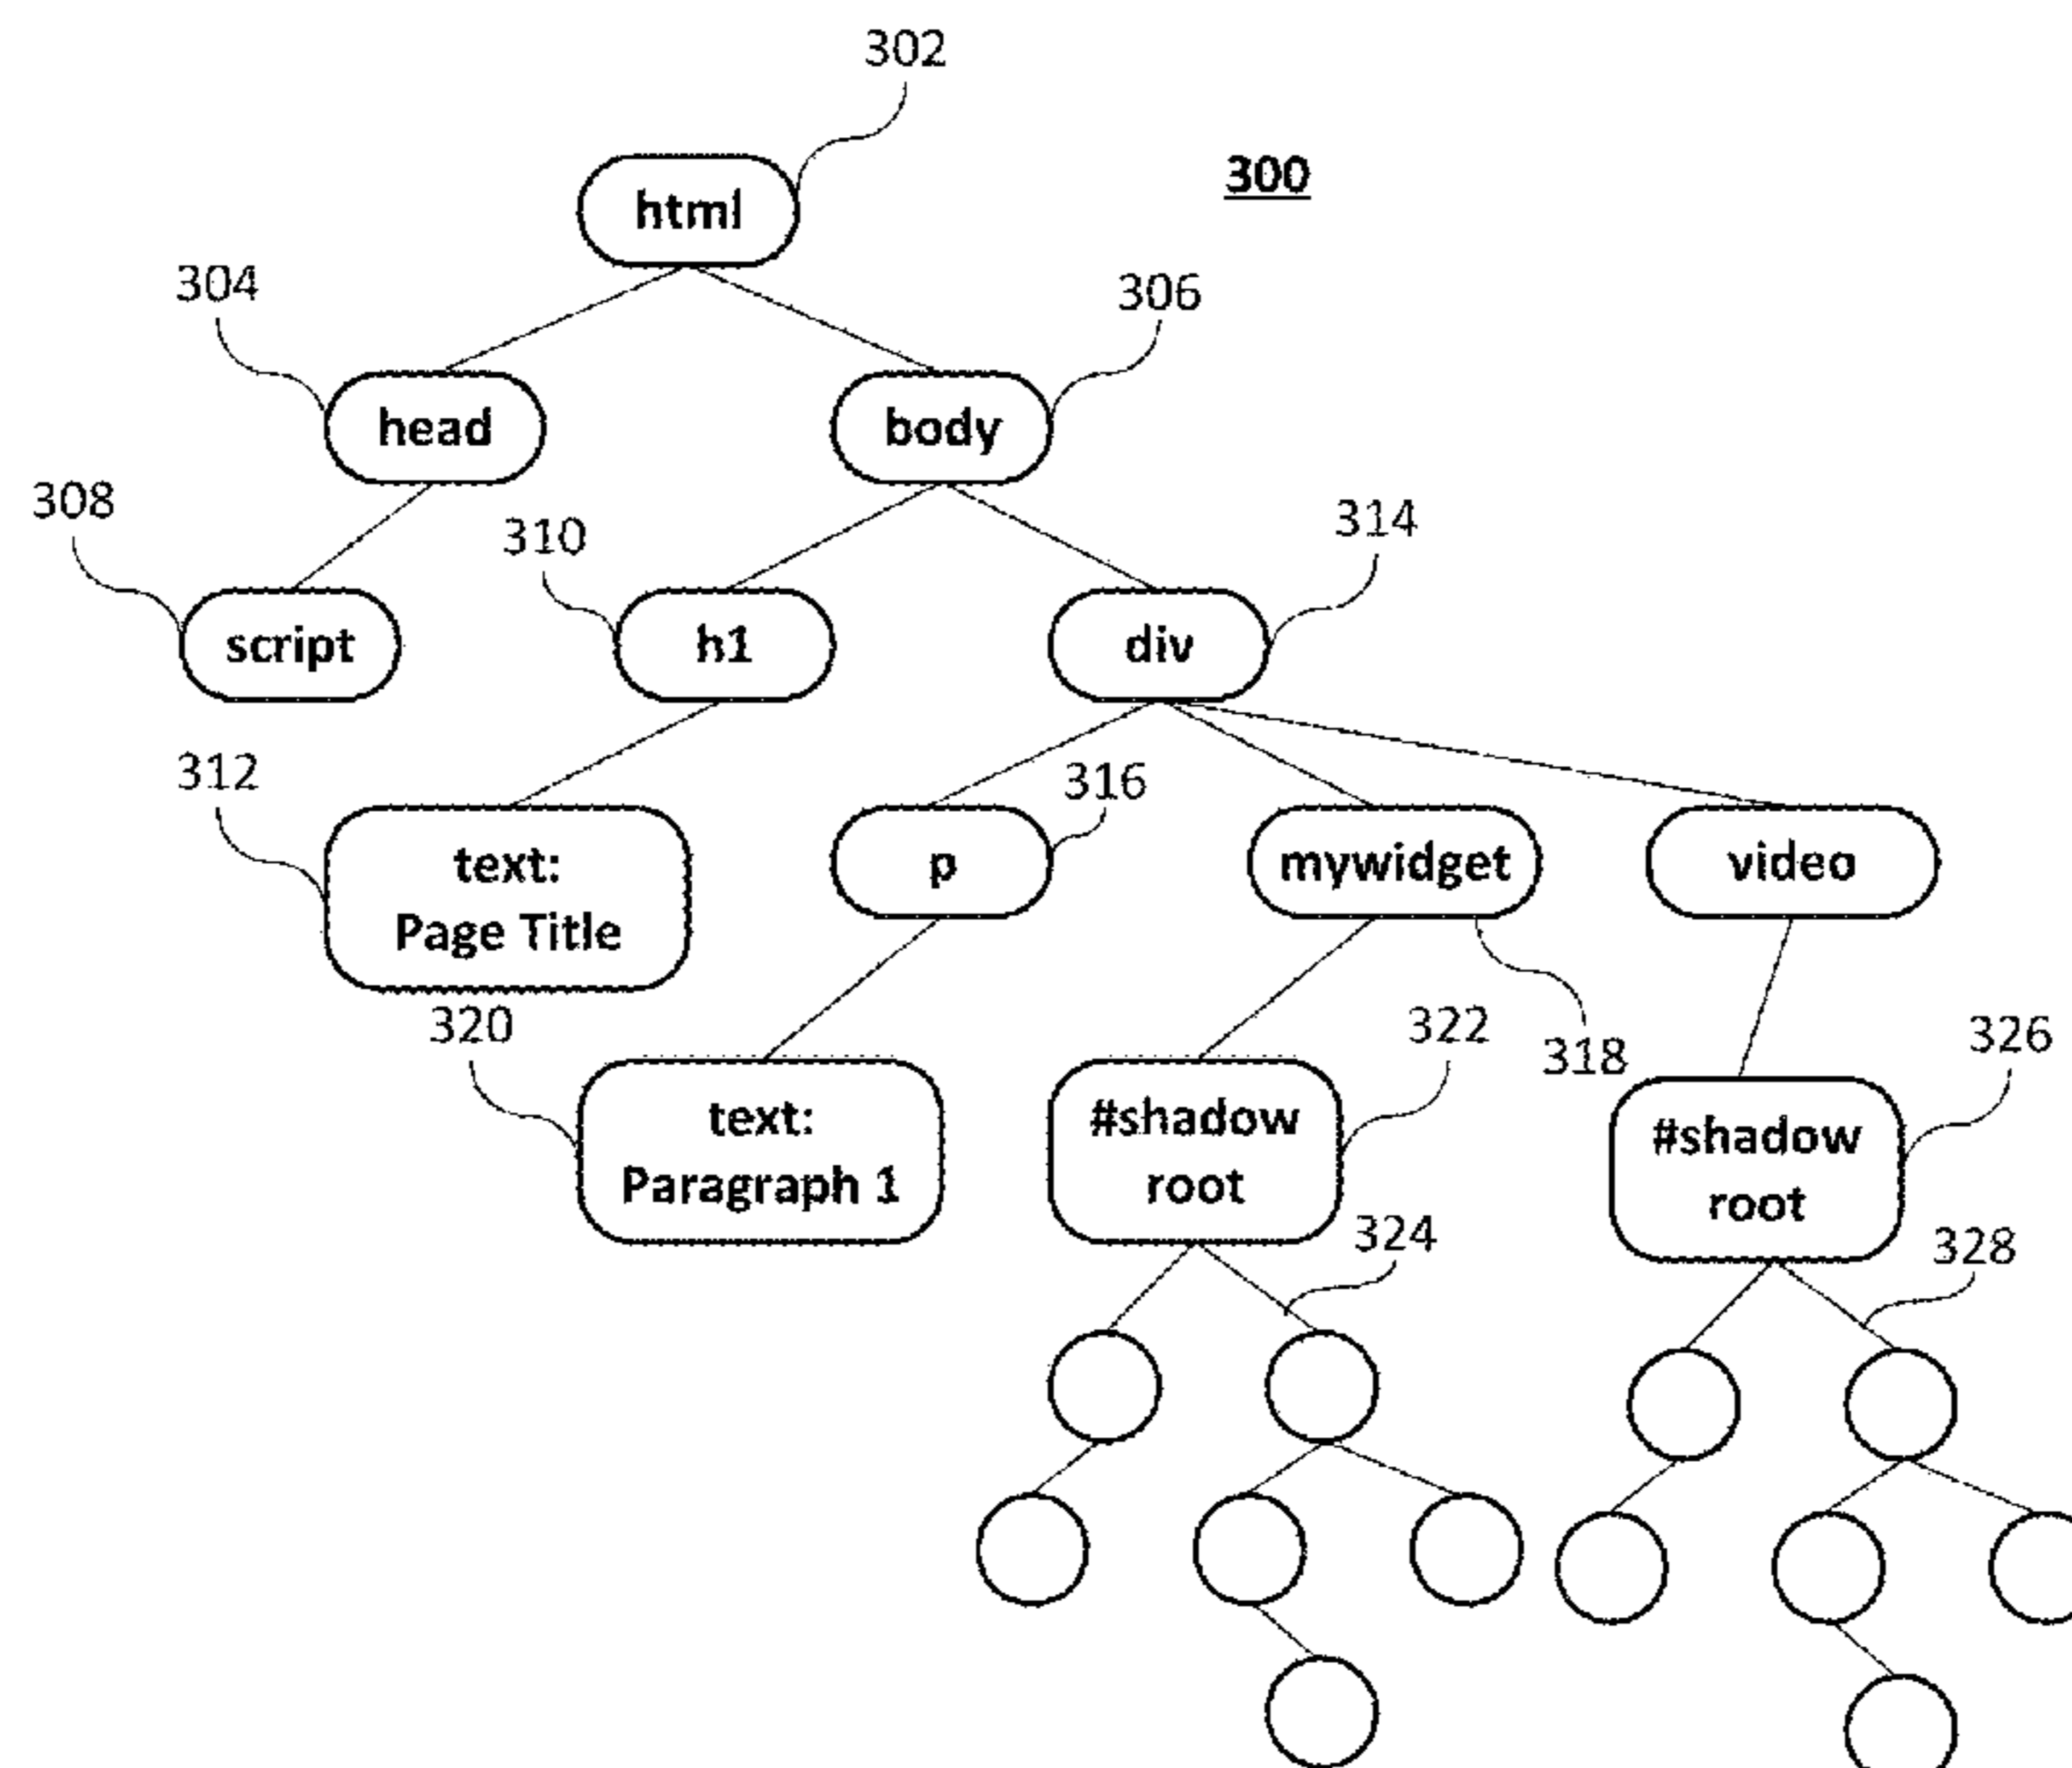 302
300
html
304
306
head
body
308
310
314
script
h1
div
312
316
text:
Page Title
p
mywidget
video
320
322
318
326
text:
Paragraph 1
#shadow
root
#shadow
root
324
328